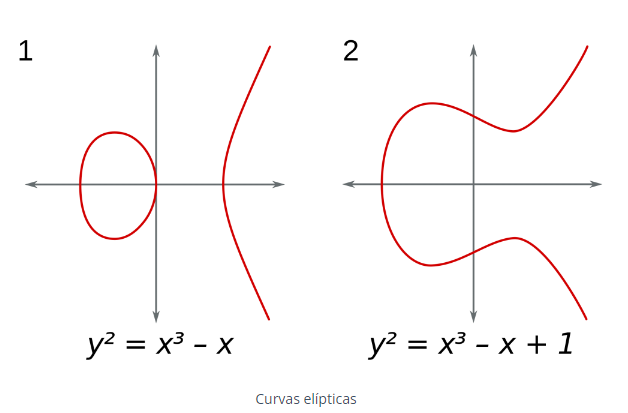 1
2
y² = x³ – x
y² = x³ – x + 1
Curvas elípticas